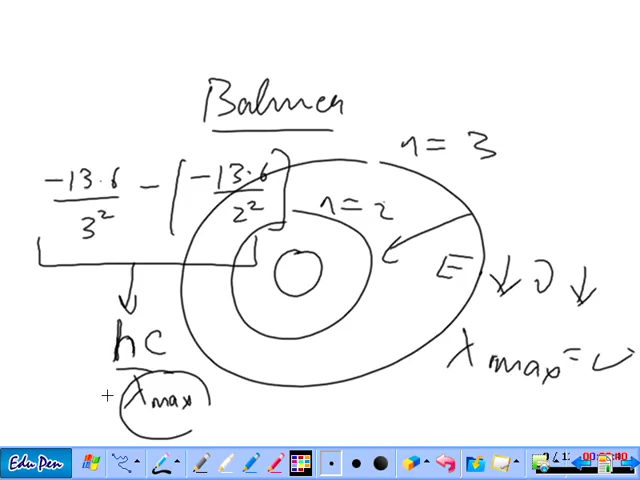 Balmer
n = 3
-13.6/3² - [-13.6/2²]
n = 2
E ↓ ν ↓
hc/λmax
λmax = ✓
Edu Pen